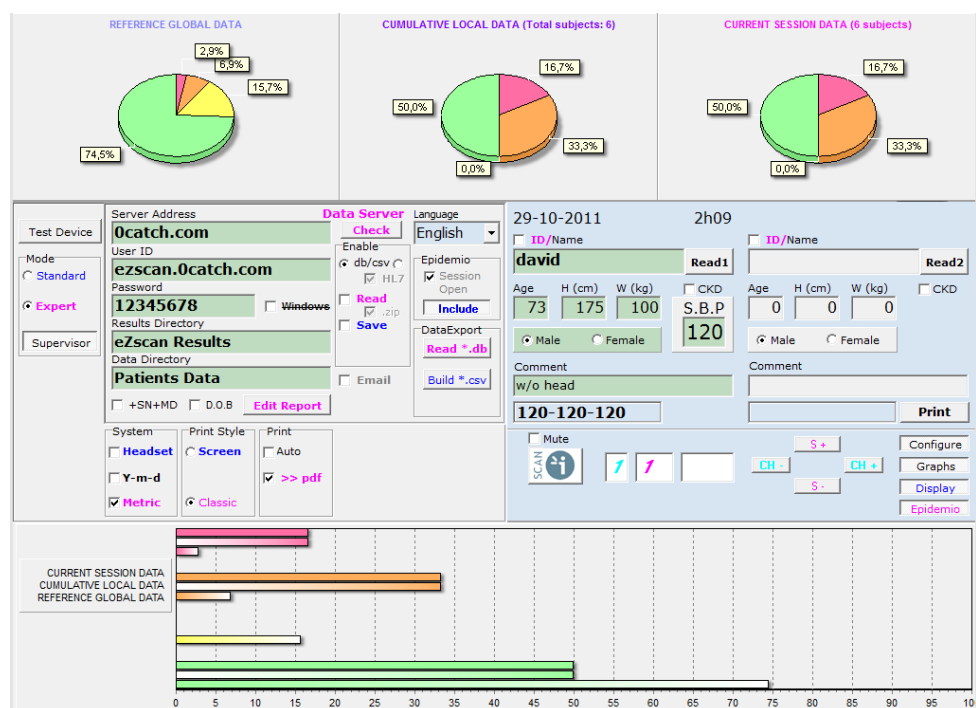 REFERENCE GLOBAL DATA
CUMULATIVE LOCAL DATA (Total subjects: 6)
CURRENT SESSION DATA (6 subjects)
2,9%
6,9%
15,7%
74,5%
16,7%
50,0%
33,3%
0,0%
16,7%
50,0%
33,3%
0,0%
Test Device
Mode
Standard
Expert
Supervisor
Server Address
Data Server
0catch.com
Check
User ID
ezscan.0catch.com
Password
12345678
Windows
Results Directory
eZscan Results
Data Directory
Patients Data
+SN+MD
D.O.B
Edit Report
Enable
db/csv
HL7
Read
.zip
Save
Email
Language
English
Epidemio
Session
Open
Include
DataExport
Read *.db
Build *.csv
System
Headset
Y-m-d
Metric
Print Style
Screen
Classic
Print
Auto
>> pdf
29-10-2011 2h09
ID/Name
david
Read1
Age H (cm) W (kg) CKD
73 175 100
S.B.P
120
Male Female
Comment
w/o head
120-120-120
ID/Name
Read2
Age H (cm) W (kg) CKD
0 0 0
Male Female
Comment
Print
Mute
SCAN
1 1
S +
CH - CH +
S -
Configure
Graphs
Display
Epidemio
CURRENT SESSION DATA
CUMULATIVE LOCAL DATA
REFERENCE GLOBAL DATA
0 5 10 15 20 25 30 35 40 45 50 55 60 65 70 75 80 85 90 95 10